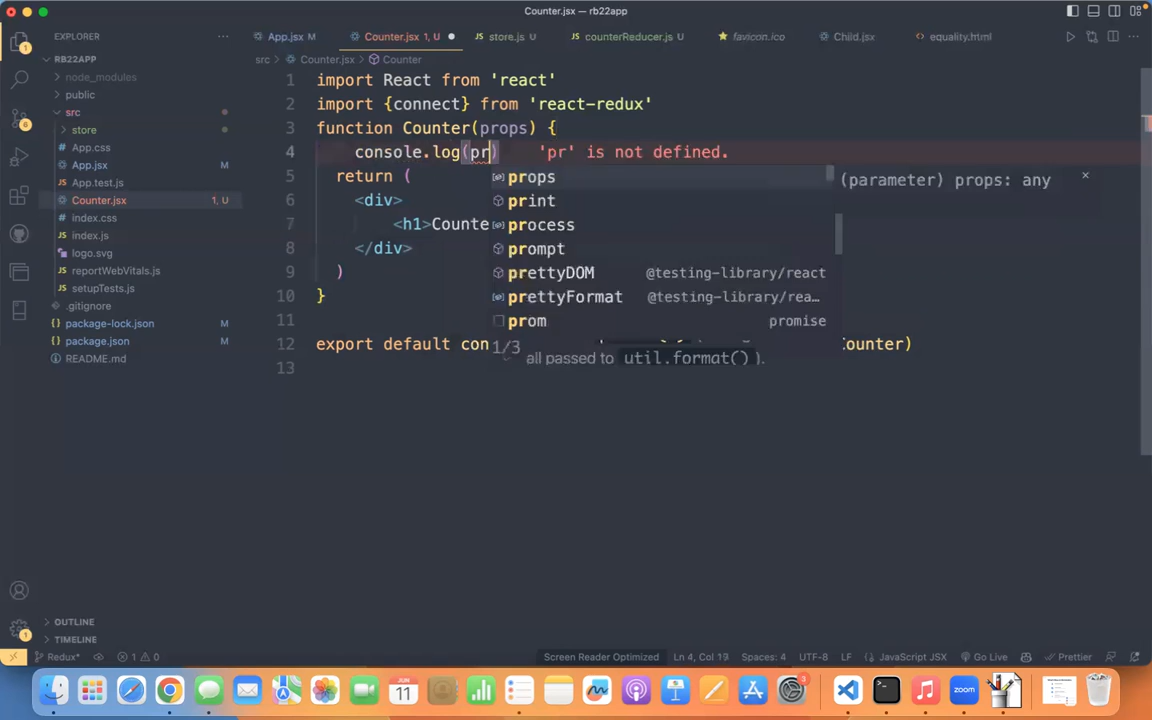 Counter.jsx — rb22app
EXPLORER
App.jsx M
Counter.jsx 1, U
store.js U
counterReducer.js U
favicon.ico
Child.jsx
equality.html
RB22APP
node_modules
public
src
store
App.css
App.jsx M
App.test.js
Counter.jsx 1, U
index.css
index.js
logo.svg
reportWebVitals.js
setupTests.js
.gitignore
package-lock.json M
package.json M
README.md
src > Counter.jsx > Counter
1 import React from 'react'
2 import {connect} from 'react-redux'
3 function Counter(props) {
4 console.log(pr) 'pr' is not defined.
5 return (
6 <div>
7 <h1>Counte
8 </div>
9 )
10 }
11
12 export default con ounter)
13
props
print
process
prompt
prettyDOM @testing-library/react
prettyFormat @testing-library/rea…
prom promise
(parameter) props: any
1/3
all passed to util.format() ).
OUTLINE
TIMELINE
Redux* 1 0 Screen Reader Optimized Ln 4, Col 19 Spaces: 4 UTF-8 LF { } JavaScript JSX Go Live Prettier
JUN
11
zoom